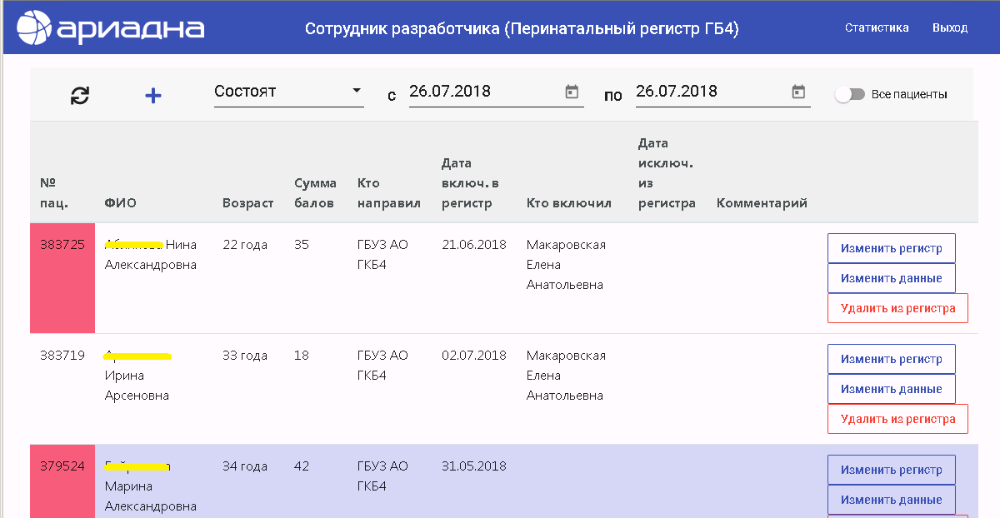 ариадна
Сотрудник разработчика (Перинатальный регистр ГБ4)
Статистика
Выход
Состоят
с
26.07.2018
по
26.07.2018
Все пациенты
№
пац.
ФИО
Возраст
Сумма
балов
Кто
направил
Дата
включ. в
регистр
Кто включил
Дата
исключ.
из
регистра
Комментарий
383725
Нина
Александровна
22 года
35
ГБУЗ АО
ГКБ4
21.06.2018
Макаровская
Елена
Анатольевна
Изменить регистр
Изменить данные
Удалить из регистра
383719
Ирина
Арсеновна
33 года
18
ГБУЗ АО
ГКБ4
02.07.2018
Макаровская
Елена
Анатольевна
Изменить регистр
Изменить данные
Удалить из регистра
379524
Марина
Александровна
34 года
42
ГБУЗ АО
ГКБ4
31.05.2018
Изменить регистр
Изменить данные